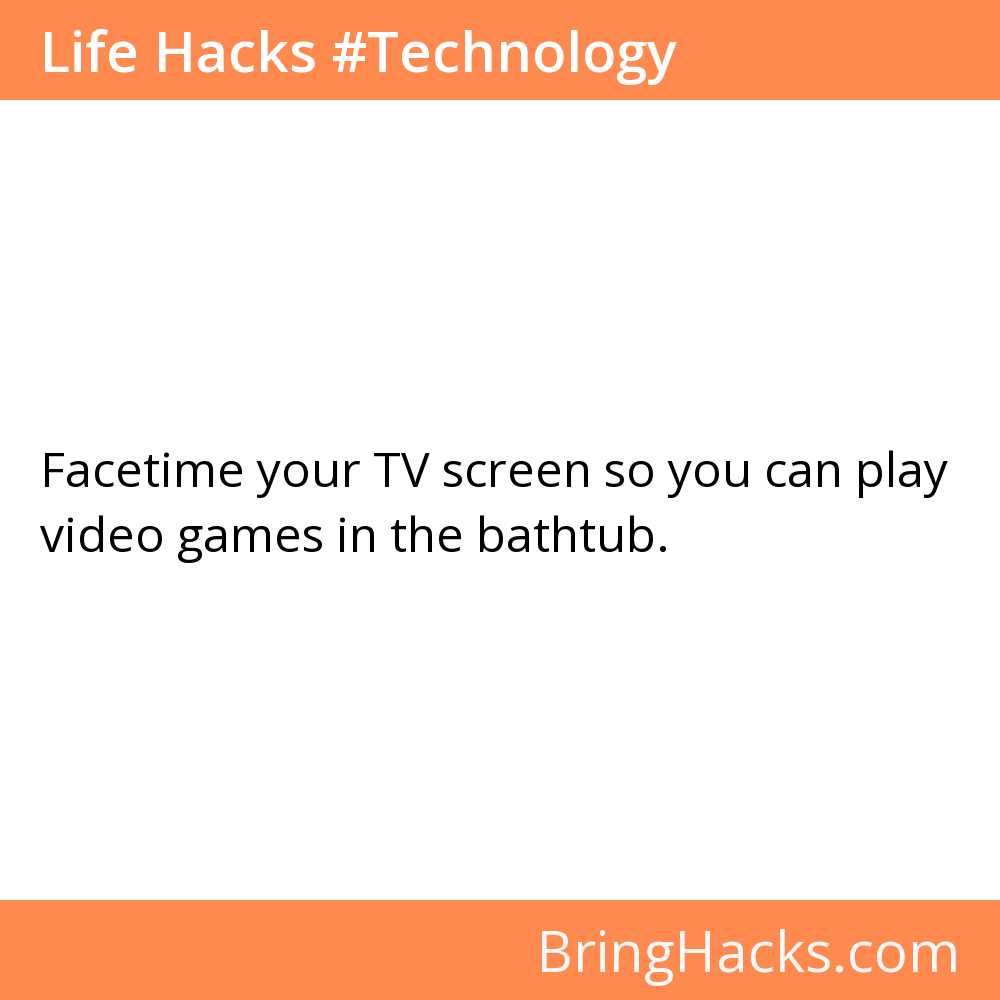 Life Hacks #Technology
Facetime your TV screen so you can play
video games in the bathtub.
BringHacks.com